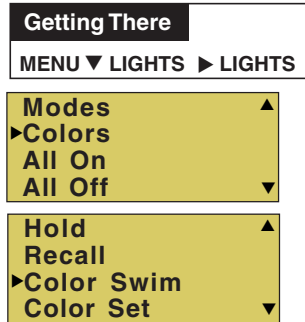 Getting There
MENU ▼ LIGHTS ▶ LIGHTS
Modes ▲
▶Colors
All On
All Off ▼
Hold ▲
Recall
▶Color Swim
Color Set ▼